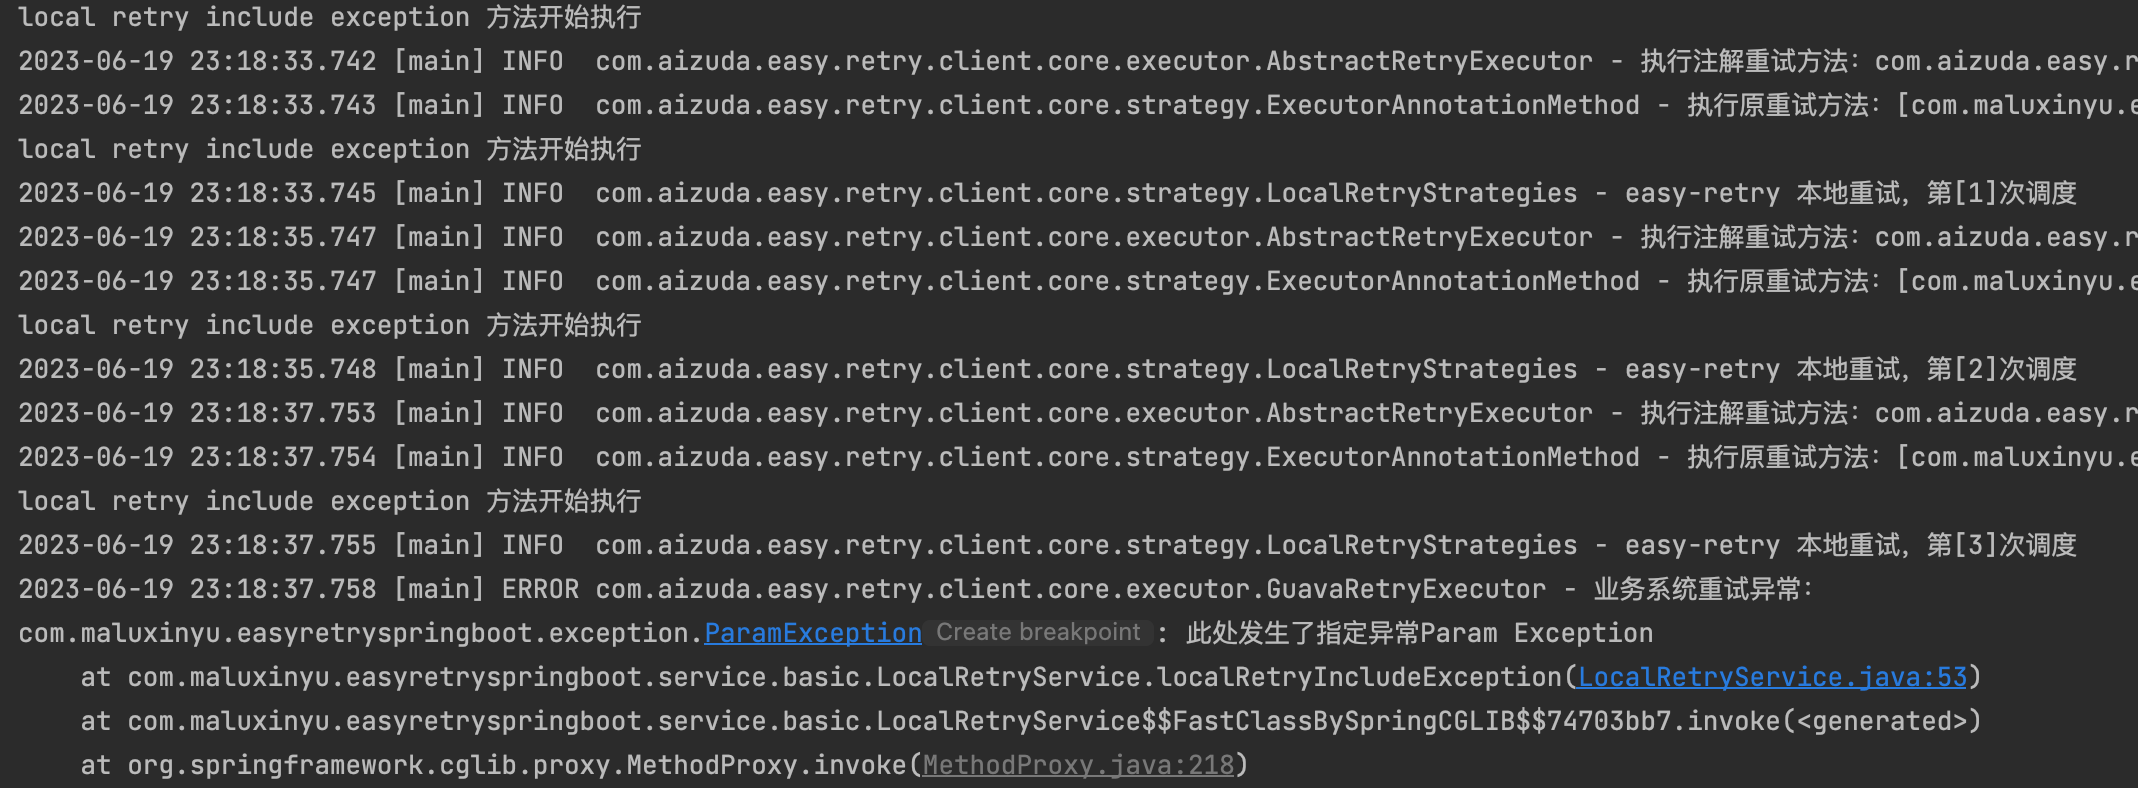 local retry include exception 方法开始执行
2023-06-19 23:18:33.742 [main] INFO  com.aizuda.easy.retry.client.core.executor.AbstractRetryExecutor - 执行注解重试方法：com.aizuda.easy.r
2023-06-19 23:18:33.743 [main] INFO  com.aizuda.easy.retry.client.core.strategy.ExecutorAnnotationMethod - 执行原重试方法：[com.maluxinyu.e
local retry include exception 方法开始执行
2023-06-19 23:18:33.745 [main] INFO  com.aizuda.easy.retry.client.core.strategy.LocalRetryStrategies - easy-retry 本地重试，第[1]次调度
2023-06-19 23:18:35.747 [main] INFO  com.aizuda.easy.retry.client.core.executor.AbstractRetryExecutor - 执行注解重试方法：com.aizuda.easy.r
2023-06-19 23:18:35.747 [main] INFO  com.aizuda.easy.retry.client.core.strategy.ExecutorAnnotationMethod - 执行原重试方法：[com.maluxinyu.e
local retry include exception 方法开始执行
2023-06-19 23:18:35.748 [main] INFO  com.aizuda.easy.retry.client.core.strategy.LocalRetryStrategies - easy-retry 本地重试，第[2]次调度
2023-06-19 23:18:37.753 [main] INFO  com.aizuda.easy.retry.client.core.executor.AbstractRetryExecutor - 执行注解重试方法：com.aizuda.easy.r
2023-06-19 23:18:37.754 [main] INFO  com.aizuda.easy.retry.client.core.strategy.ExecutorAnnotationMethod - 执行原重试方法：[com.maluxinyu.e
local retry include exception 方法开始执行
2023-06-19 23:18:37.755 [main] INFO  com.aizuda.easy.retry.client.core.strategy.LocalRetryStrategies - easy-retry 本地重试，第[3]次调度
2023-06-19 23:18:37.758 [main] ERROR com.aizuda.easy.retry.client.core.executor.GuavaRetryExecutor - 业务系统重试异常：
com.maluxinyu.easyretryspringboot.exception.ParamException Create breakpoint : 此处发生了指定异常Param Exception
    at com.maluxinyu.easyretryspringboot.service.basic.LocalRetryService.localRetryIncludeException(LocalRetryService.java:53)
    at com.maluxinyu.easyretryspringboot.service.basic.LocalRetryService$$FastClassBySpringCGLIB$$74703bb7.invoke(<generated>)
    at org.springframework.cglib.proxy.MethodProxy.invoke(MethodProxy.java:218)